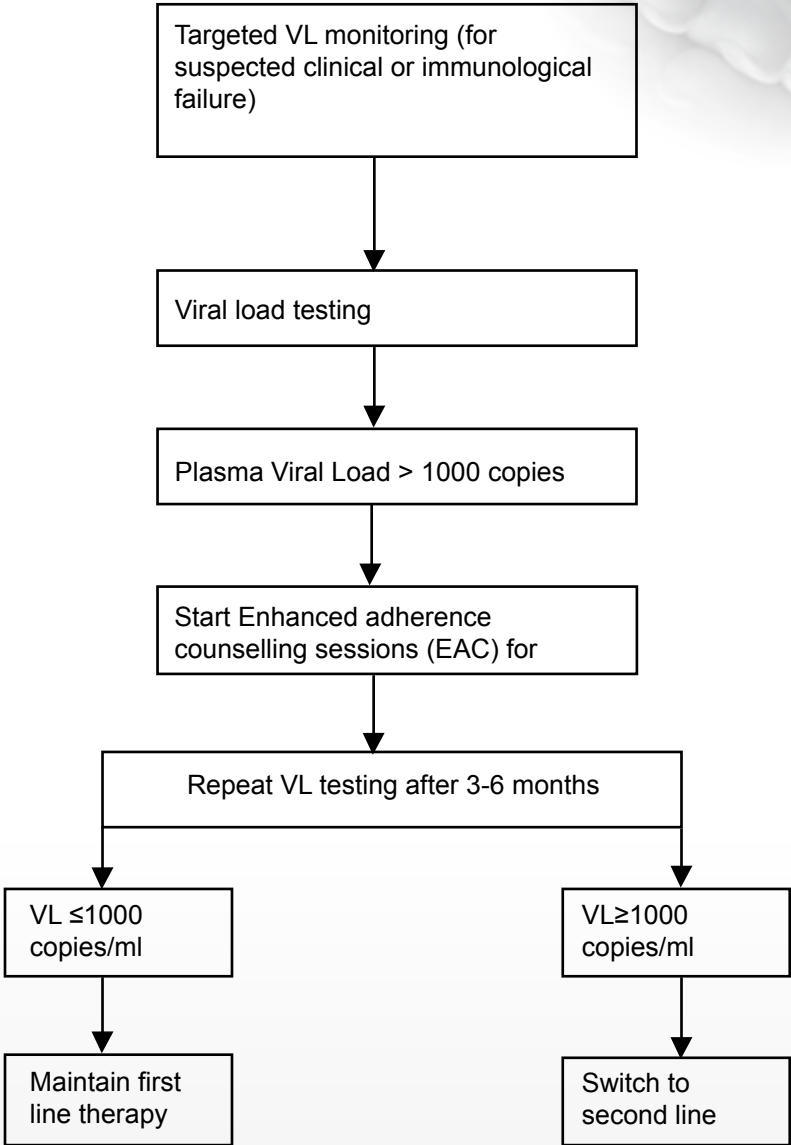 Targeted VL monitoring (for
suspected clinical or immunological
failure)
Viral load testing
Plasma Viral Load > 1000 copies
Start Enhanced adherence
counselling sessions (EAC) for
Repeat VL testing after 3-6 months
VL ≤1000
copies/ml
VL≥1000
copies/ml
Maintain first
line therapy
Switch to
second line